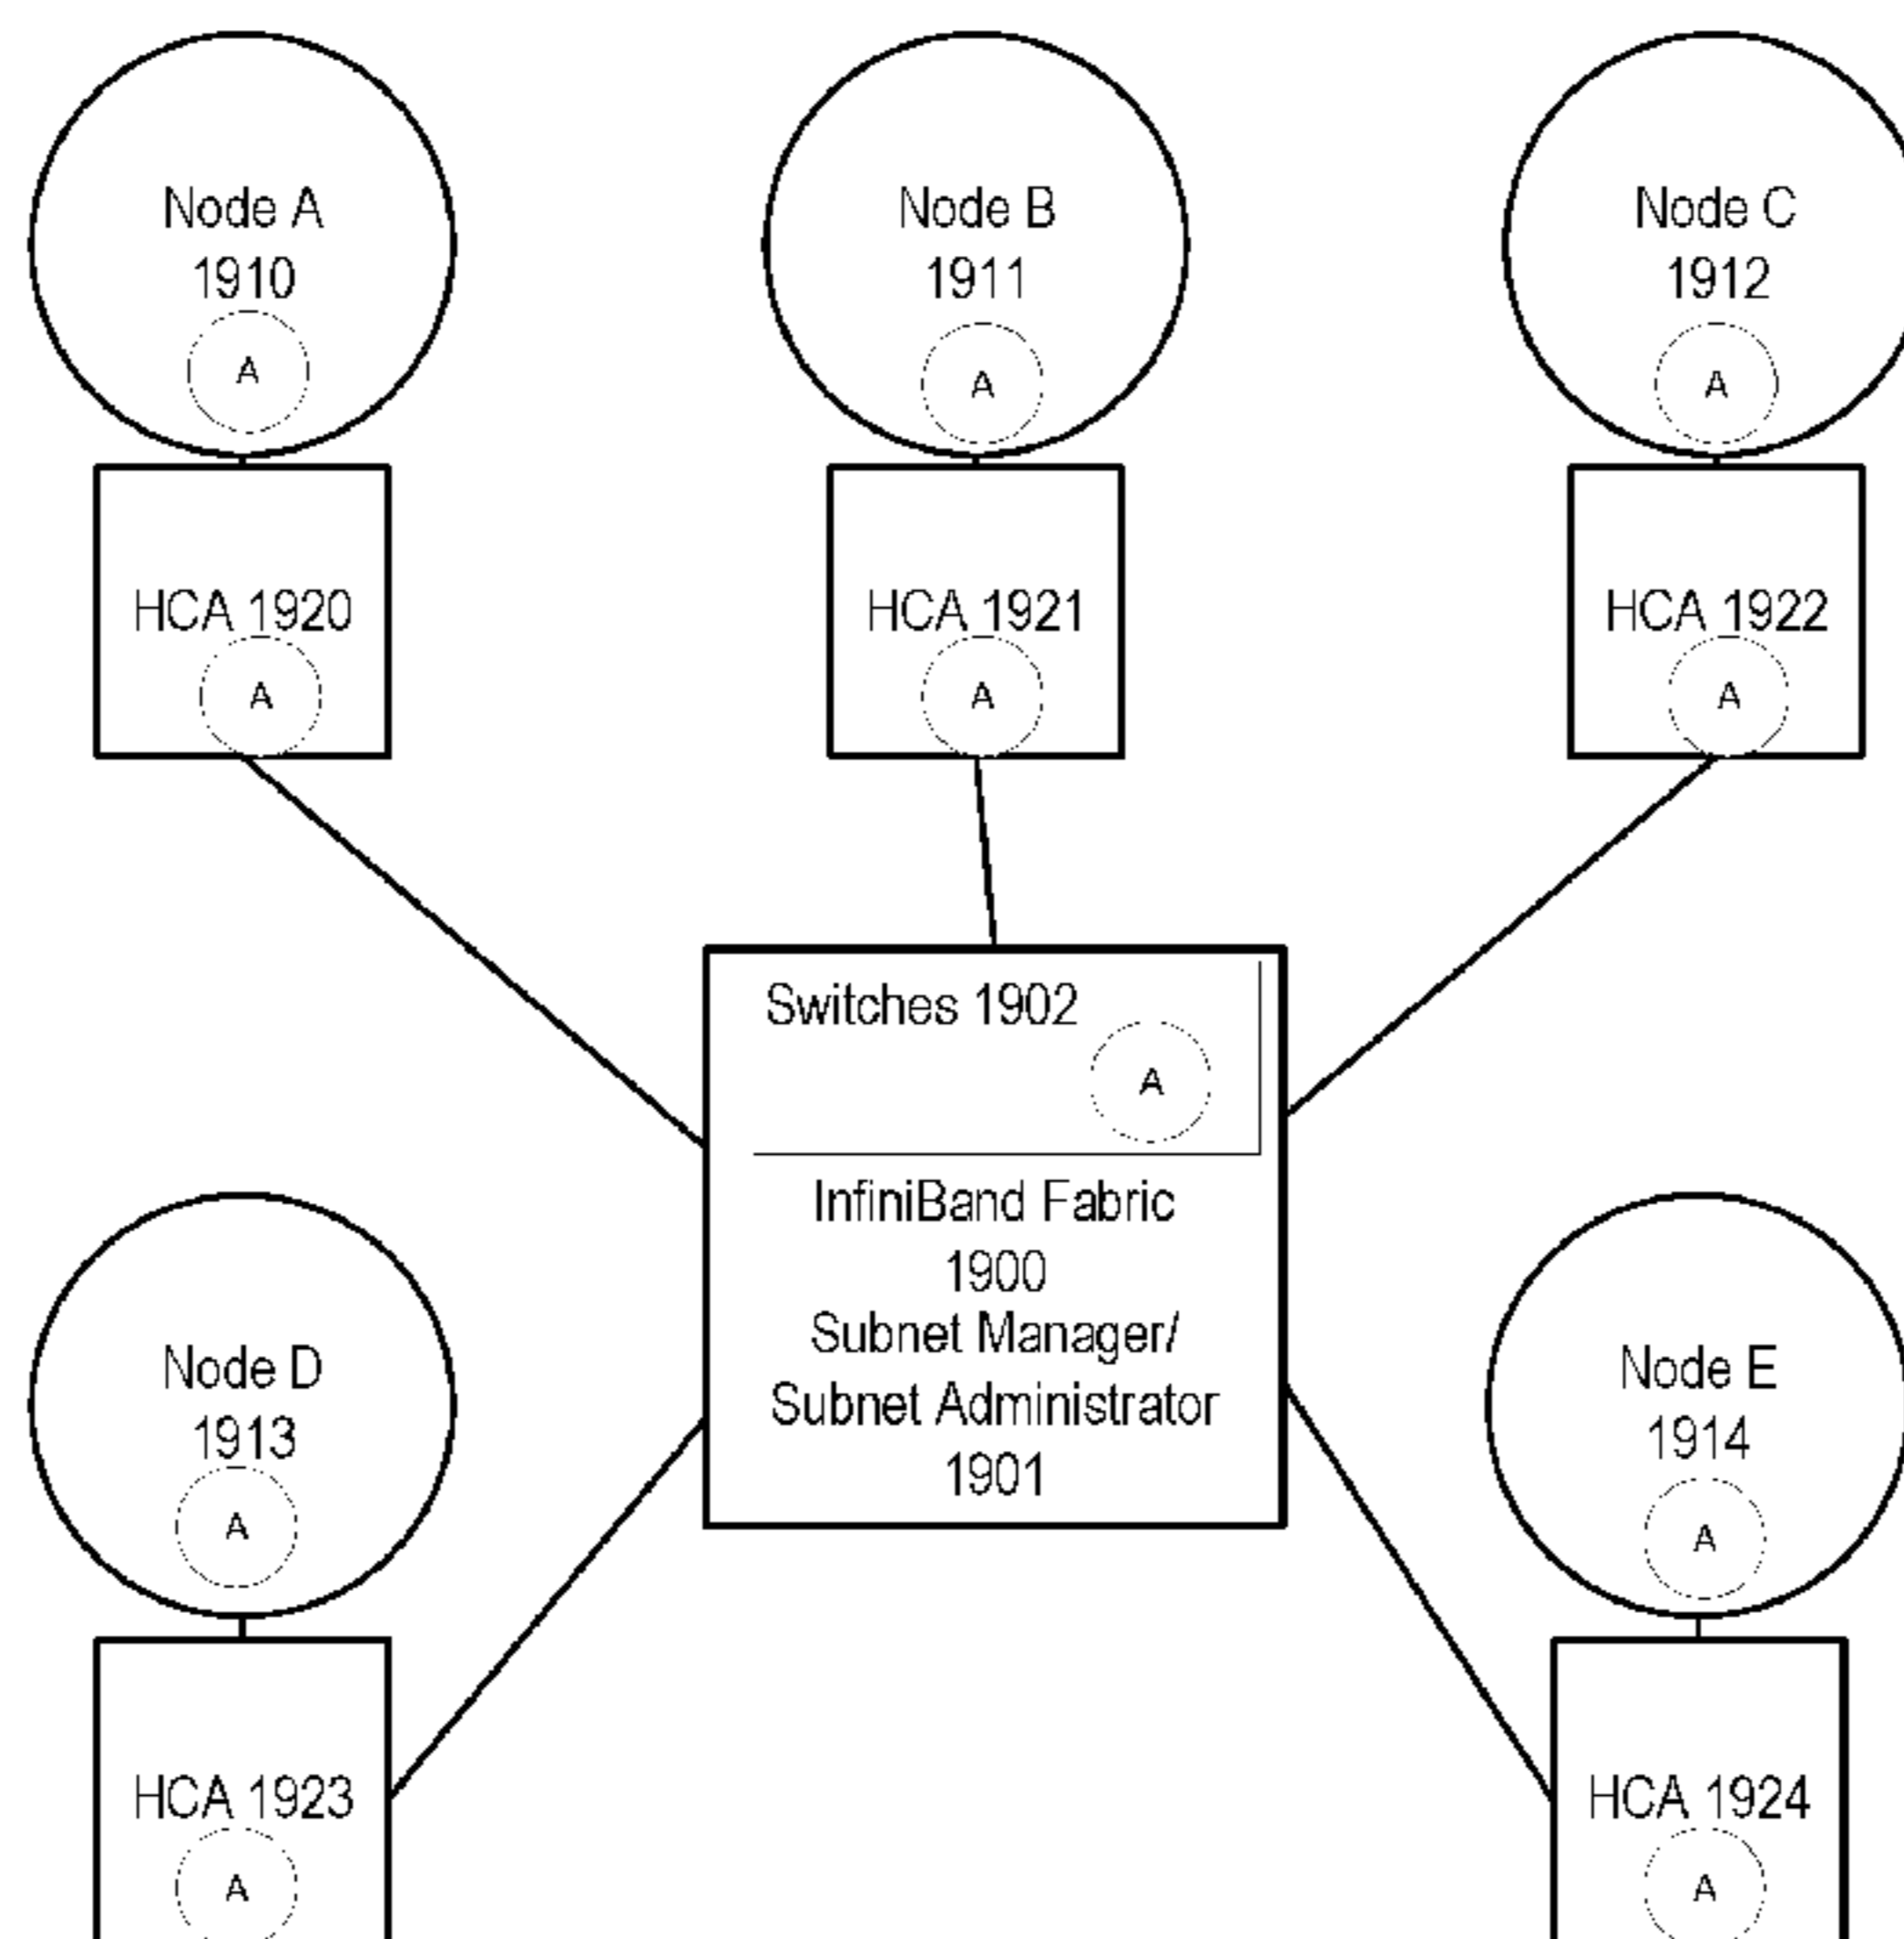 Node A
1910
A
Node B
1911
A
Node C
1912
A
HCA 1920
A
HCA 1921
A
HCA 1922
A
Switches 1902
A
InfiniBand Fabric
1900
Subnet Manager/
Subnet Administrator
1901
Node D
1913
A
Node E
1914
A
HCA 1923
A
HCA 1924
A